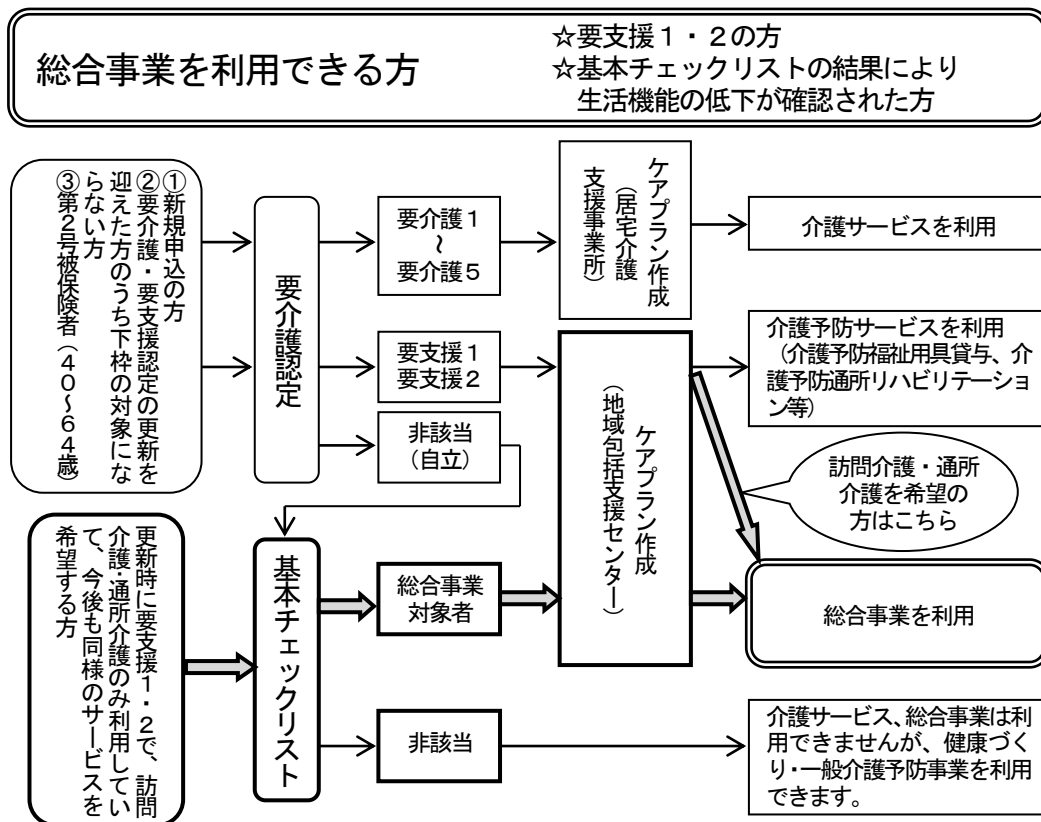 総合事業を利用できる方
☆要支援１・２の方
☆基本チェックリストの結果により
生活機能の低下が確認された方
①新規申込の方
②要介護・要支援認定の更新を
迎えた方のうち下枠の対象にな
らない方
③第２号被保険者（４０～６４歳）
要介護認定
要介護１
～
要介護５
ケアプラン作成
（居宅介護
支援事業所）
介護サービスを利用
要支援１
要支援２
非該当
（自立）
ケアプラン作成
（地域包括支援センター）
介護予防サービスを利用
（介護予防福祉用具貸与、介
護予防通所リハビリテーショ
ン等）
訪問介護・通所
介護を希望の
方はこちら
更新時に要支援１・２で、訪問
介護・通所介護のみ利用してい
て、今後も同様のサービスを
希望する方
基本チェックリスト
総合事業
対象者
総合事業を利用
非該当
介護サービス、総合事業は利
用できませんが、健康づく
り・一般介護予防事業を利用
できます。